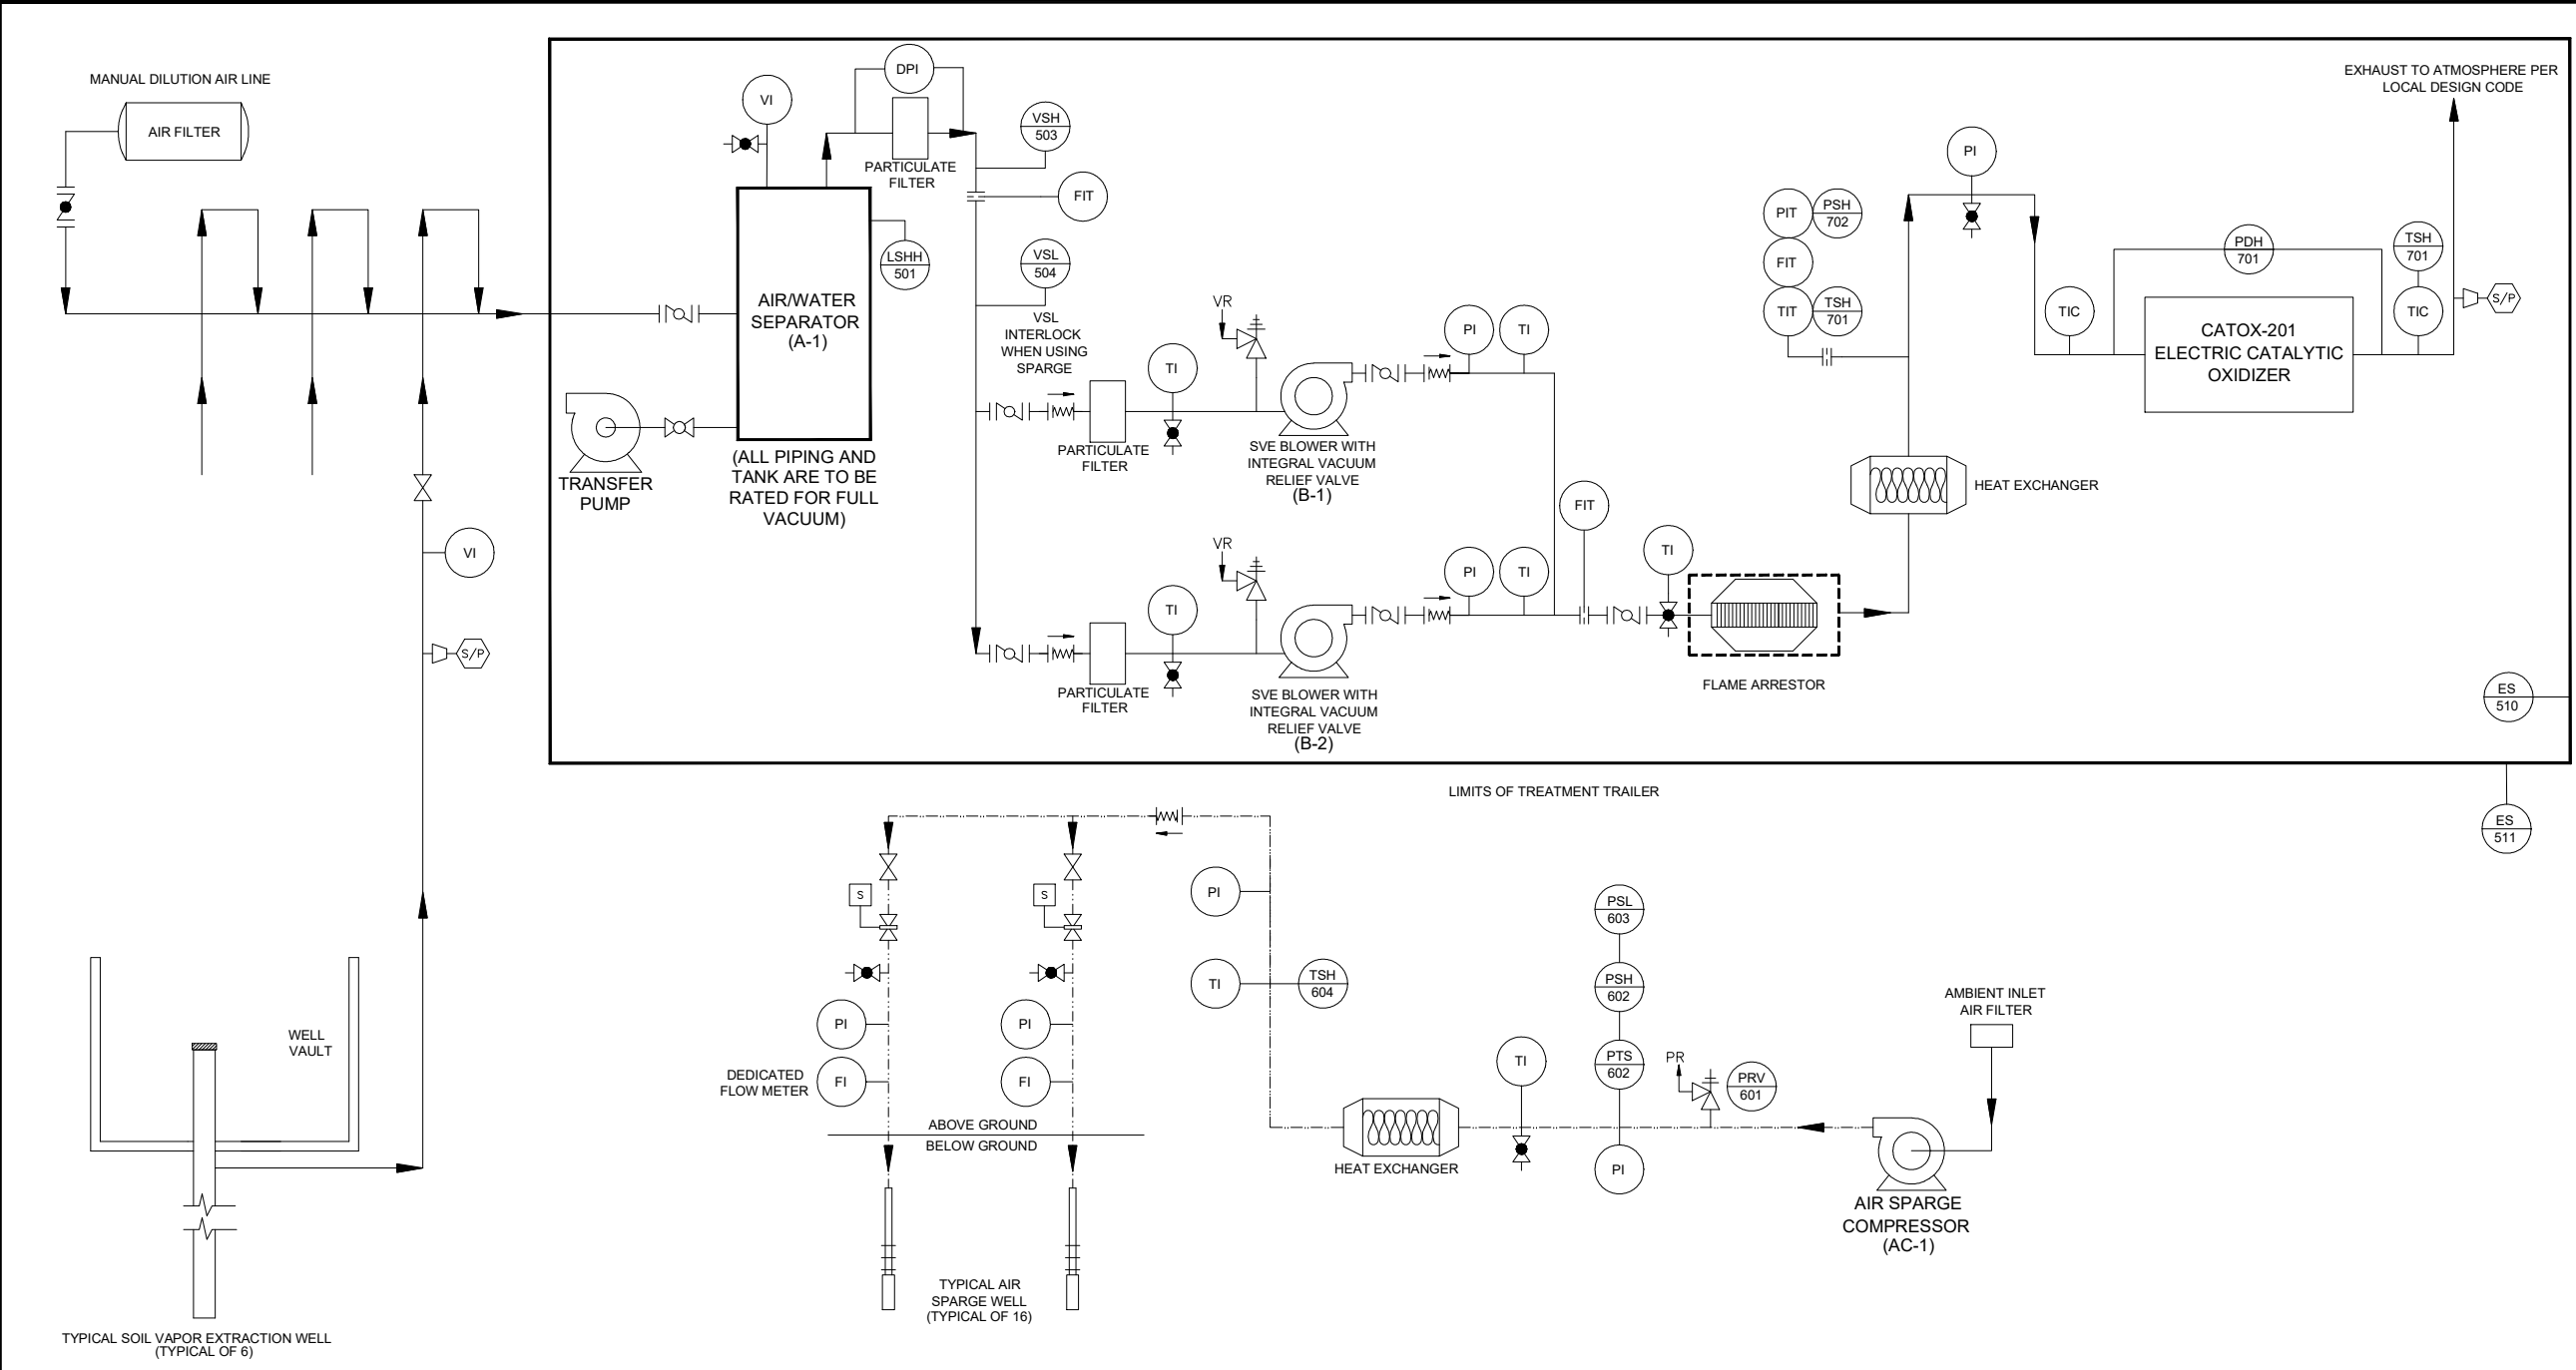 MANUAL DILUTION AIR LINE
AIR FILTER
VI
DPI
PARTICULATE
FILTER
VSH
503
FIT
LSHH
501
VSL
504
VSL
INTERLOCK
WHEN USING
SPARGE
AIR/WATER
SEPARATOR
(A-1)
(ALL PIPING AND
TANK ARE TO BE
RATED FOR FULL
VACUUM)
TRANSFER
PUMP
PARTICULATE
FILTER
TI
VR
SVE BLOWER WITH
INTEGRAL VACUUM
RELIEF VALVE
(B-1)
PI
TI
PARTICULATE
FILTER
TI
VR
SVE BLOWER WITH
INTEGRAL VACUUM
RELIEF VALVE
(B-2)
PI
TI
FIT
TI
FLAME ARRESTOR
HEAT EXCHANGER
PIT
PSH
702
FIT
TIT
TSH
701
PI
TIC
PDH
701
CATOX-201
ELECTRIC CATALYTIC
OXIDIZER
TSH
701
TIC
S/P
EXHAUST TO ATMOSPHERE PER
LOCAL DESIGN CODE
ES
510
ES
511
LIMITS OF TREATMENT TRAILER
VI
S/P
WELL
VAULT
TYPICAL SOIL VAPOR EXTRACTION WELL
(TYPICAL OF 6)
S
S
PI
PI
DEDICATED
FLOW METER
FI
FI
ABOVE GROUND
BELOW GROUND
TYPICAL AIR
SPARGE WELL
(TYPICAL OF 16)
PI
TI
TSH
604
HEAT EXCHANGER
TI
PSL
603
PSH
602
PTS
602
PI
PR
PRV
601
AMBIENT INLET
AIR FILTER
AIR SPARGE
COMPRESSOR
(AC-1)